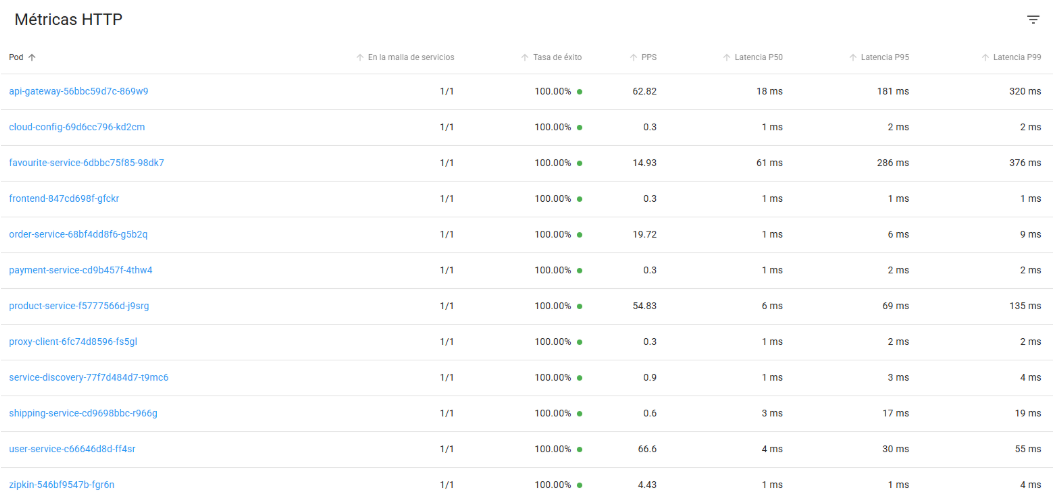 Métricas HTTP
Pod En la malla de servicios Tasa de éxito PPS Latencia P50 Latencia P95 Latencia P99
api-gateway-56bbc59d7c-869w9 1/1 100.00% 62.82 18 ms 181 ms 320 ms
cloud-config-69d6cc796-kd2cm 1/1 100.00% 0.3 1 ms 2 ms 2 ms
favourite-service-6dbbc75f85-98dk7 1/1 100.00% 14.93 61 ms 286 ms 376 ms
frontend-847cd698f-gfckr 1/1 100.00% 0.3 1 ms 1 ms 1 ms
order-service-68bf4dd8f6-g5b2q 1/1 100.00% 19.72 1 ms 6 ms 9 ms
payment-service-cd9b457f-4thw4 1/1 100.00% 0.3 1 ms 2 ms 2 ms
product-service-f5777566d-j9srg 1/1 100.00% 54.83 6 ms 69 ms 135 ms
proxy-client-6fc74d8596-fs5gl 1/1 100.00% 0.3 1 ms 2 ms 2 ms
service-discovery-77f7d484d7-t9mc6 1/1 100.00% 0.9 1 ms 3 ms 4 ms
shipping-service-cd9698bbc-r966g 1/1 100.00% 0.6 3 ms 17 ms 19 ms
user-service-c66646d8d-ff4sr 1/1 100.00% 66.6 4 ms 30 ms 55 ms
zipkin-546bf9547b-fgr6n 1/1 100.00% 4.43 1 ms 1 ms 4 ms